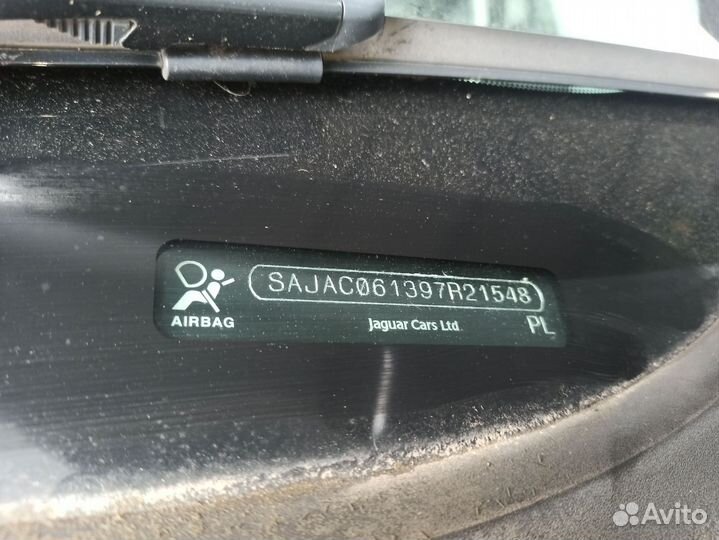 SAJAC061397R21548
AIRBAG
Jaguar Cars Ltd
PL
Avito